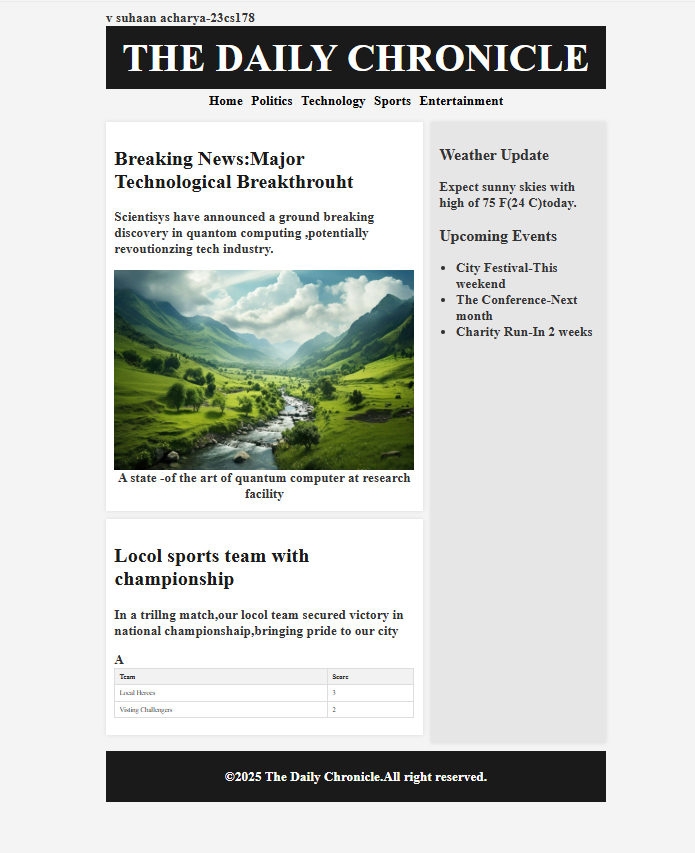 v suhaan acharya-23cs178
THE DAILY CHRONICLE
Home Politics Technology Sports Entertainment
Breaking News:Major
Technological Breakthrouht
Scientisys have announced a ground breaking
discovery in quantom computing ,potentially
revoutionzing tech industry.
A state -of the art of quantum computer at research
facility
Locol sports team with
championship
In a trillng match,our locol team secured victory in
national championshaip,bringing pride to our city
A
Team Score
Local Heroes 3
Visting Challengers 2
Weather Update
Expect sunny skies with
high of 75 F(24 C)today.
Upcoming Events
• City Festival-This
weekend
• The Conference-Next
month
• Charity Run-In 2 weeks
©2025 The Daily Chronicle.All right reserved.